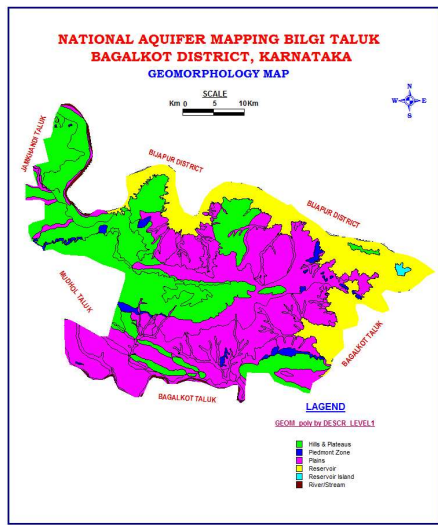 NATIONAL AQUIFER MAPPING BILGI TALUK
BAGALKOT DISTRICT, KARNATAKA
GEOMORPHOLOGY MAP
SCALE
Km 0 5 10 Km
N
W E
S
JAMKHANDI TALUK
BIJAPUR DISTRICT
BIJAPUR DISTRICT
MUDHOL TALUK
BAGALKOT TALUK
BAGALKOT TALUK
LAGEND
GEOM_poly by DESCR_LEVEL1
Hills & Plateaus
Piedmont Zone
Plains
Reservoir
Reservoir Island
River/Stream